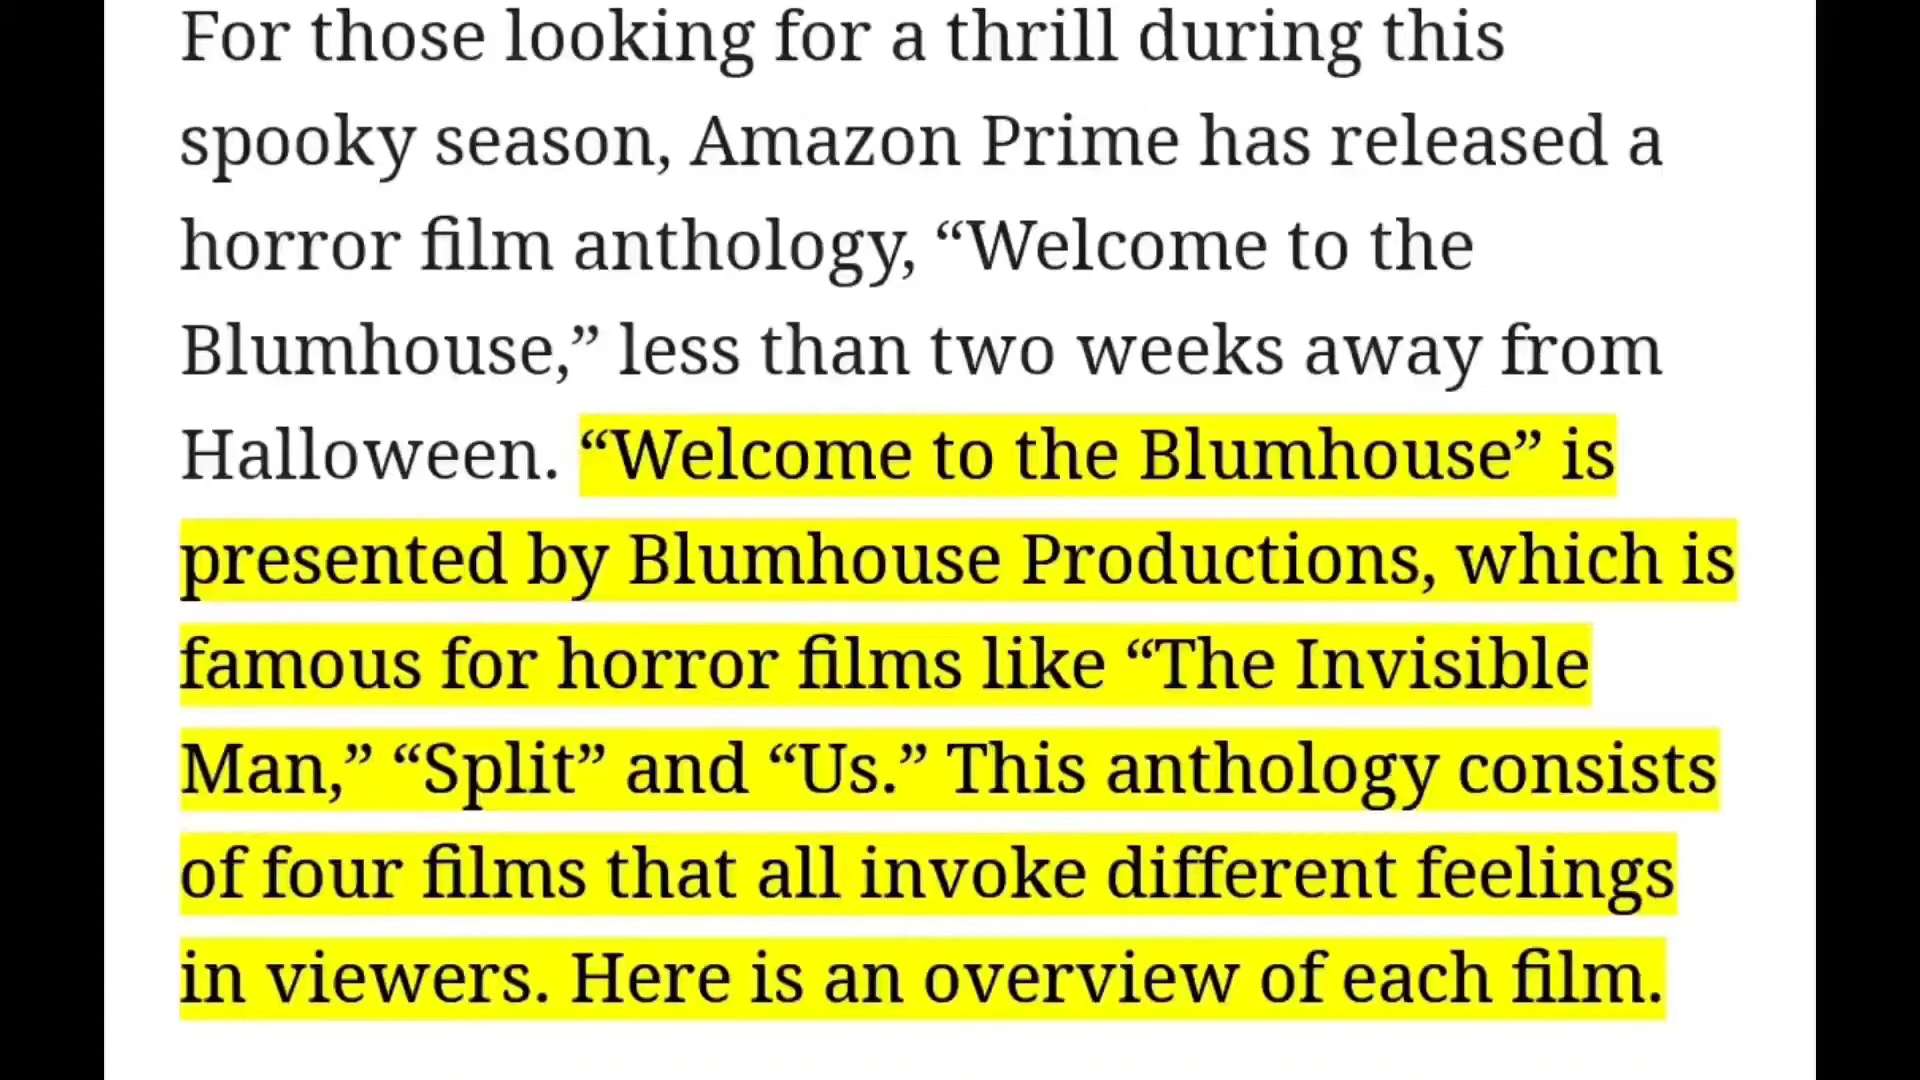 For those looking for a thrill during this
spooky season, Amazon Prime has released a
horror film anthology, “Welcome to the
Blumhouse,” less than two weeks away from
Halloween. “Welcome to the Blumhouse” is
presented by Blumhouse Productions, which is
famous for horror films like “The Invisible
Man,” “Split” and “Us.” This anthology consists
of four films that all invoke different feelings
in viewers. Here is an overview of each film.